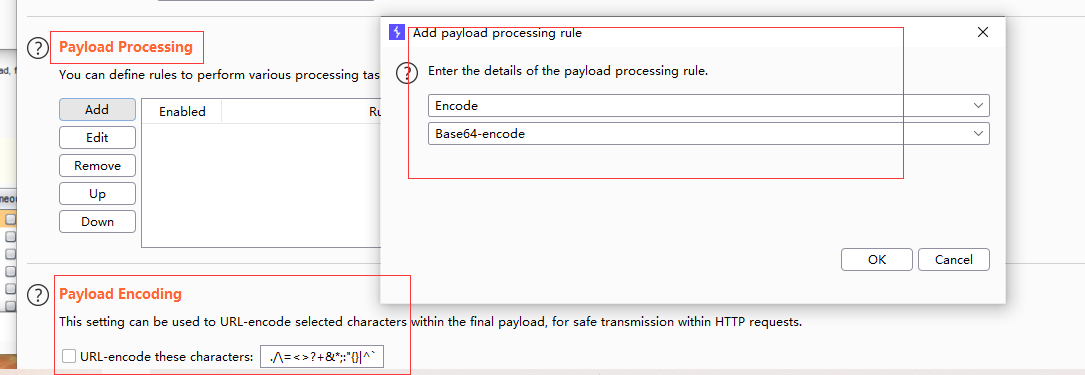 Add payload processing rule
Payload Processing
ad, f
You can define rules to perform various processing tas
Enter the details of the payload processing rule.
Add
Enabled
Ru
Encode
Edit
Base64-encode
Remove
Up
Down
OK
Cancel
Payload Encoding
This setting can be used to URL-encode selected characters within the final payload, for safe transmission within HTTP requests.
URL-encode these characters: ./\=<>?+&*;:"{}|^`